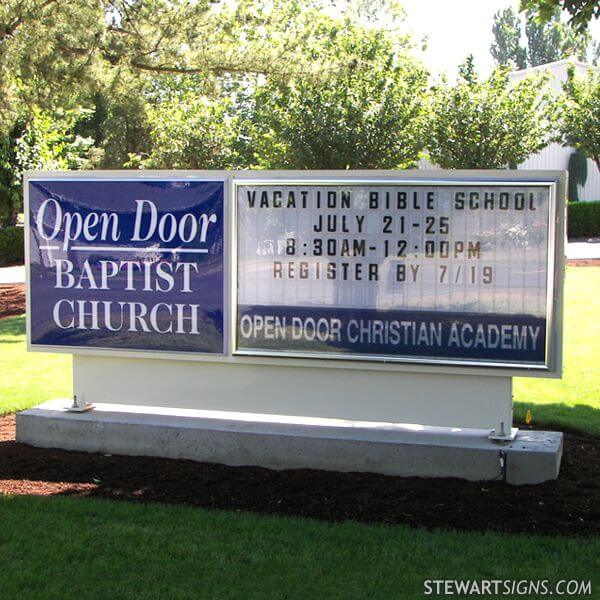 Open Door
BAPTIST
CHURCH
VACATION BIBLE SCHOOL
JULY 21-25
8:30AM-12:00PM
REGISTER BY 7/19
OPEN DOOR CHRISTIAN ACADEMY
STEWARTSIGNS.COM